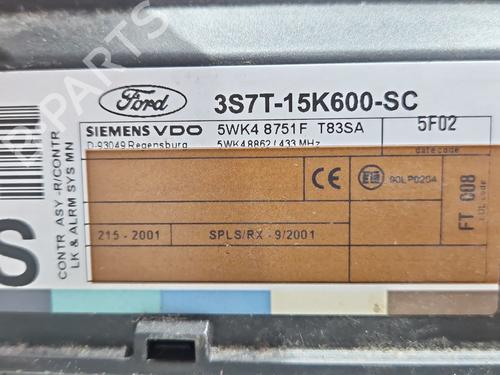 Ford
3S7T-15K600-SC
SIEMENS VDO 5WK4 8751F T83SA 5F02
D-93049 Regensburg 5WK4 8862 / 433 MHz date code
CONTR ASY -R/CONTR
LK & ALRM SYS MN
S
CE
90LP0204
FT 008
215 - 2001 SPLS/RX - 9/2001